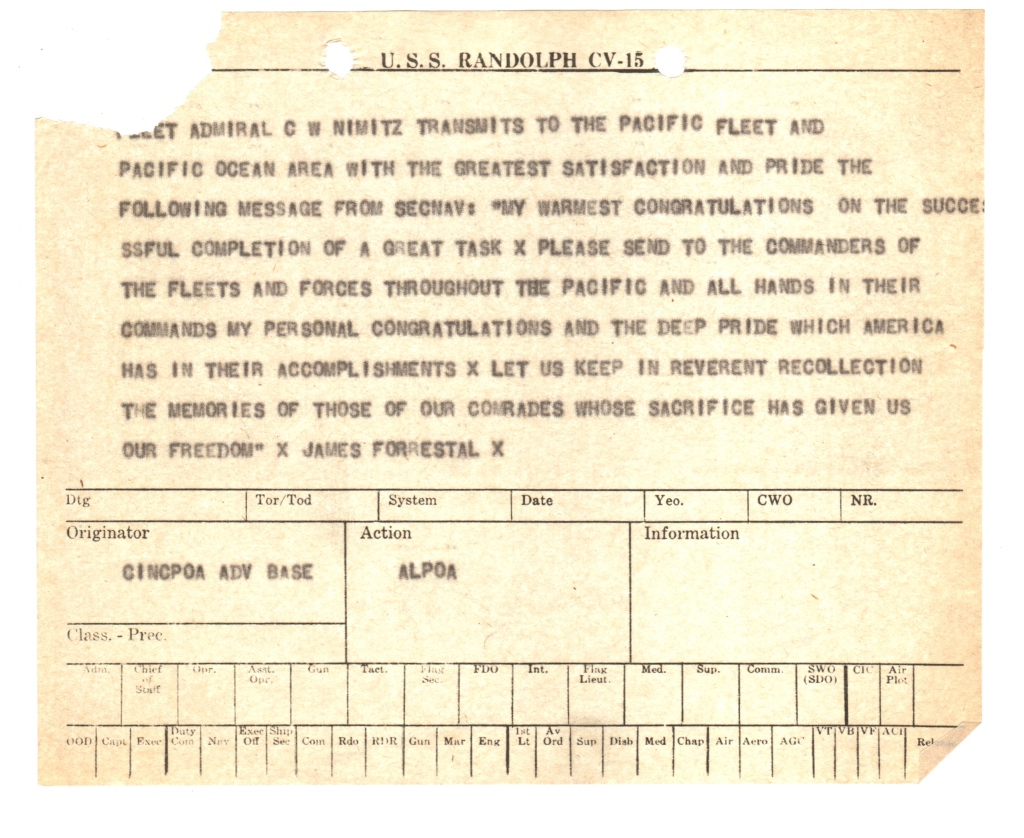 U. S. S. RANDOLPH CV-15
FLEET ADMIRAL C W NIMITZ TRANSMITS TO THE PACIFIC FLEET AND
PACIFIC OCEAN AREA WITH THE GREATEST SATISFACTION AND PRIDE THE
FOLLOWING MESSAGE FROM SECNAV: "MY WARMEST CONGRATULATIONS ON THE SUCCE
SSFUL COMPLETION OF A GREAT TASK X PLEASE SEND TO THE COMMANDERS OF
THE FLEETS AND FORCES THROUGHOUT THE PACIFIC AND ALL HANDS IN THEIR
COMMANDS MY PERSONAL CONGRATULATIONS AND THE DEEP PRIDE WHICH AMERICA
HAS IN THEIR ACCOMPLISHMENTS X LET US KEEP IN REVERENT RECOLLECTION
THE MEMORIES OF THOSE OF OUR COMRADES WHOSE SACRIFICE HAS GIVEN US
OUR FREEDOM" X JAMES FORRESTAL X
Dtg Tor/Tod System Date Yeo. CWO NR.
Originator Action Information
CINCPOA ADV BASE ALPOA
Class. - Prec.
Adm. Chief of Staff Opr. Asst. Opr. Gun Tact. Flag Sec. FDO Int. Flag Lieut. Med. Sup. Comm. SWO (SDO) CIC Air Plot
OOD Capt Exec Duty Com Nav Exec Off Ship Sec Com Rdo RDR Gun Mar Eng 1st Lt Av Ord Sup Disb Med Chap Air Aero AGC VT VB VF ACI